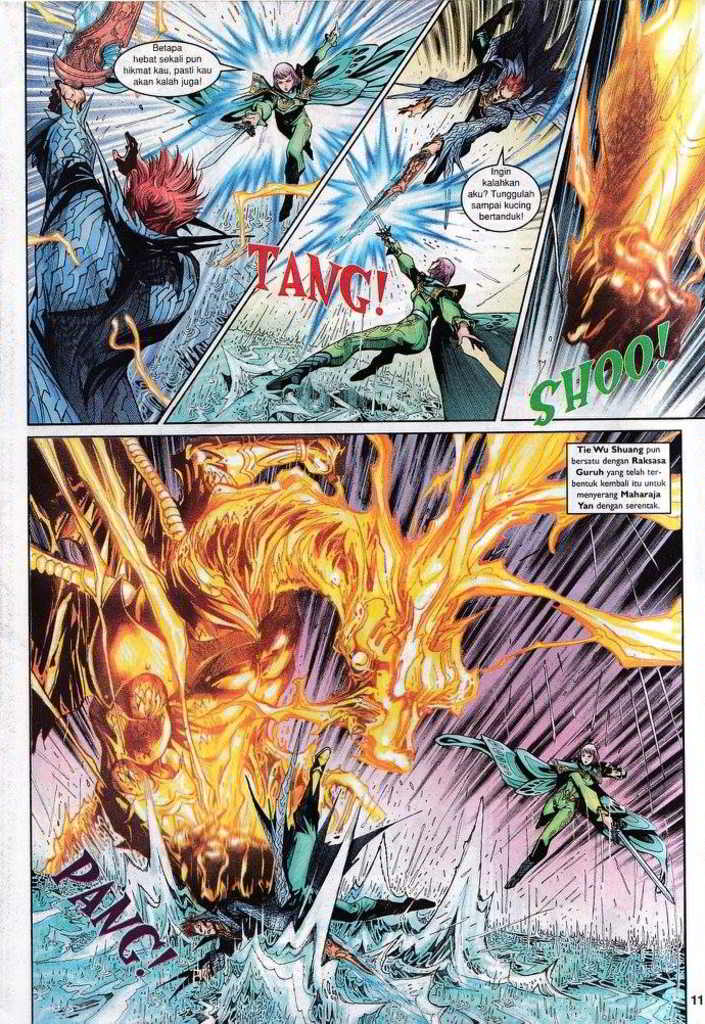 Betapa
hebat sekali pun
hikmat kau, pasti kau
akan kalah juga!
Ingin
kalahkan
aku? Tunggulah
sampai kucing
bertanduk!
TANG!
SHOO!
Tie Wu Shuang pun
bersatu dengan Raksasa
Guruh yang telah ter-
bentuk kembali itu untuk
menyerang Maharaja
Yan dengan serentak.
PANG!
11